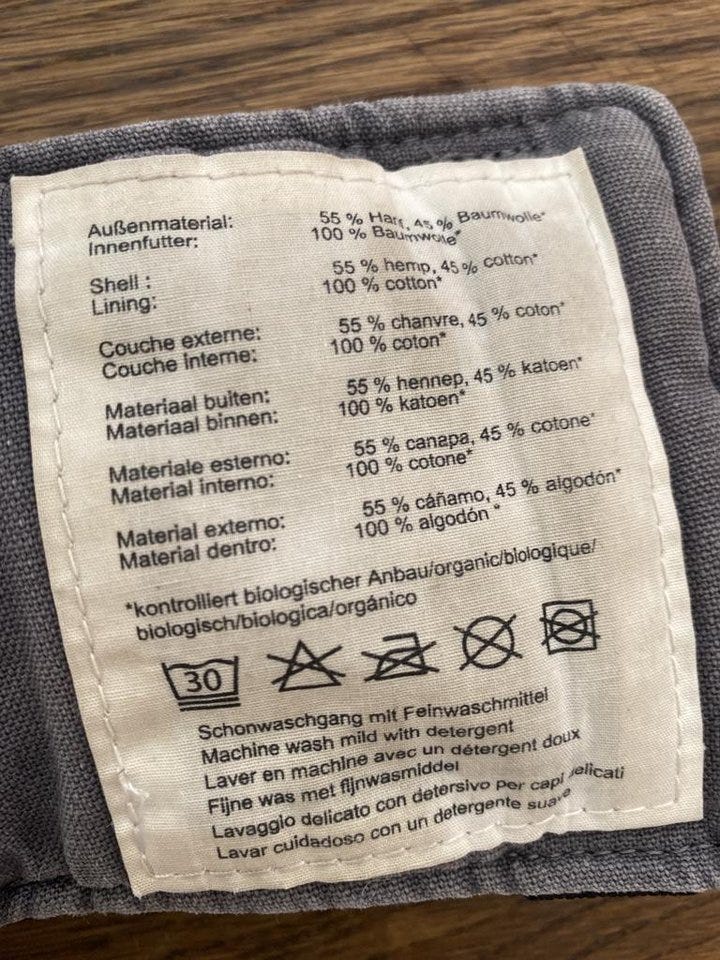 Außenmaterial: 55 % Hanf, 45 % Baumwolle*
Innenfutter: 100 % Baumwolle*
Shell : 55 % hemp, 45 % cotton*
Lining: 100 % cotton*
Couche externe: 55 % chanvre, 45 % coton*
Couche interne: 100 % coton*
Materiaal buiten: 55 % hennep, 45 % katoen*
Materiaal binnen: 100 % katoen*
Materiale esterno: 55 % canapa, 45 % cotone*
Material interno: 100 % cotone*
Material externo: 55 % cáñamo, 45 % algodón*
Material dentro: 100 % algodón *
*kontrolliert biologischer Anbau/organic/biologique/
biologisch/biologica/orgánico
30
Schonwaschgang mit Feinwaschmittel
Machine wash mild with detergent
Laver en machine avec un détergent doux
Fijne was met fijnwasmiddel
Lavaggio delicato con detersivo per capi delicati
Lavar cuidadoso con un detergente suave